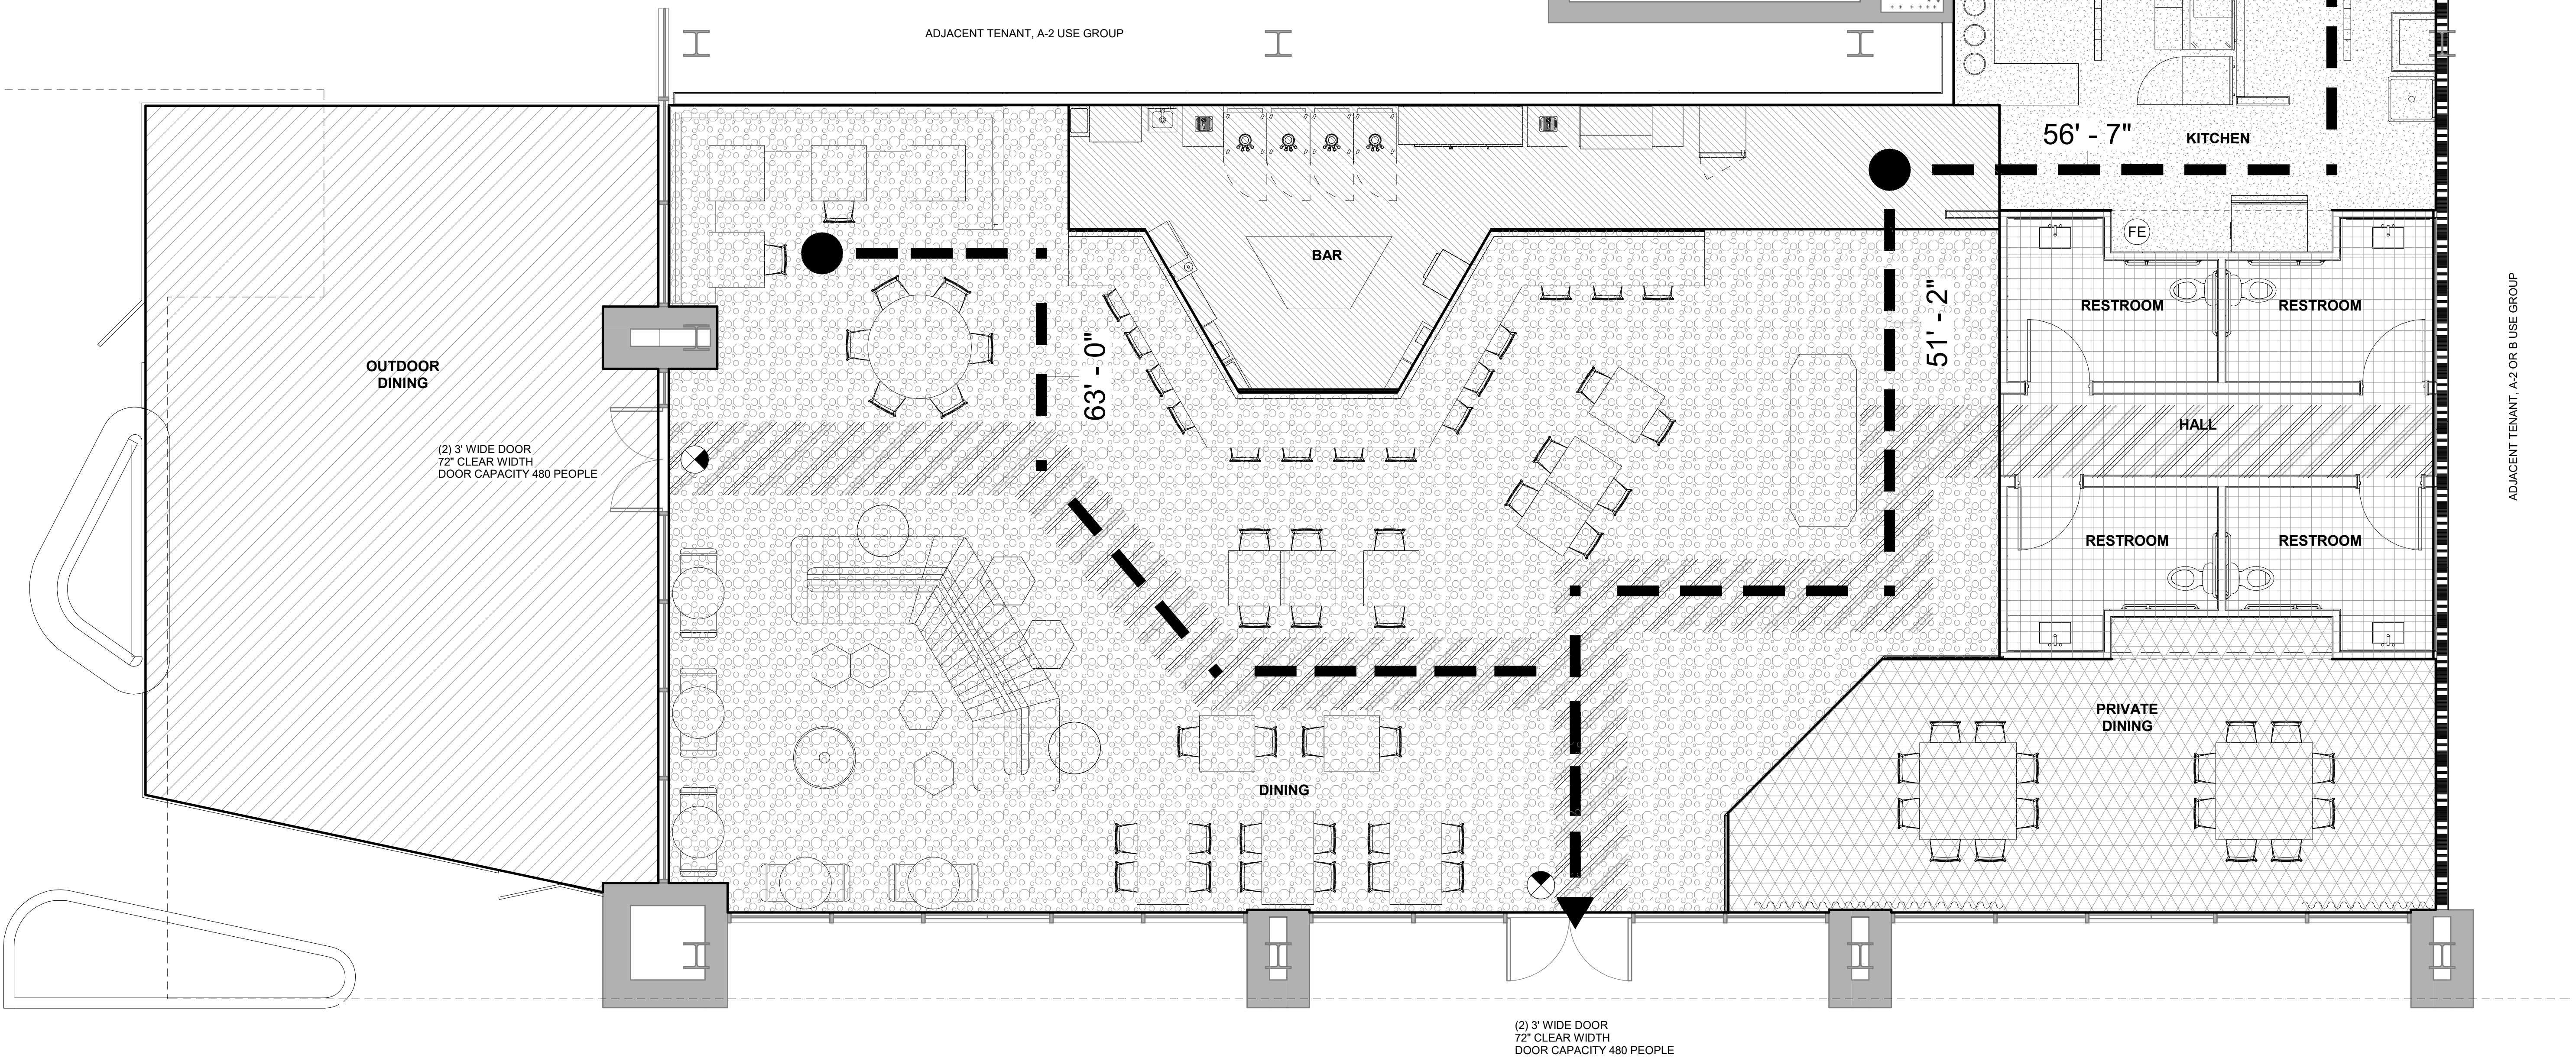 ADJACENT TENANT, A-2 USE GROUP
56' - 7"
KITCHEN
FE
BAR
RESTROOM
RESTROOM
51' - 2"
63' - 0"
OUTDOOR
DINING
ADJACENT TENANT, A-2 OR B USE GROUP
HALL
(2) 3' WIDE DOOR
72" CLEAR WIDTH
DOOR CAPACITY 480 PEOPLE
RESTROOM
RESTROOM
PRIVATE
DINING
DINING
(2) 3' WIDE DOOR
72" CLEAR WIDTH
DOOR CAPACITY 480 PEOPLE